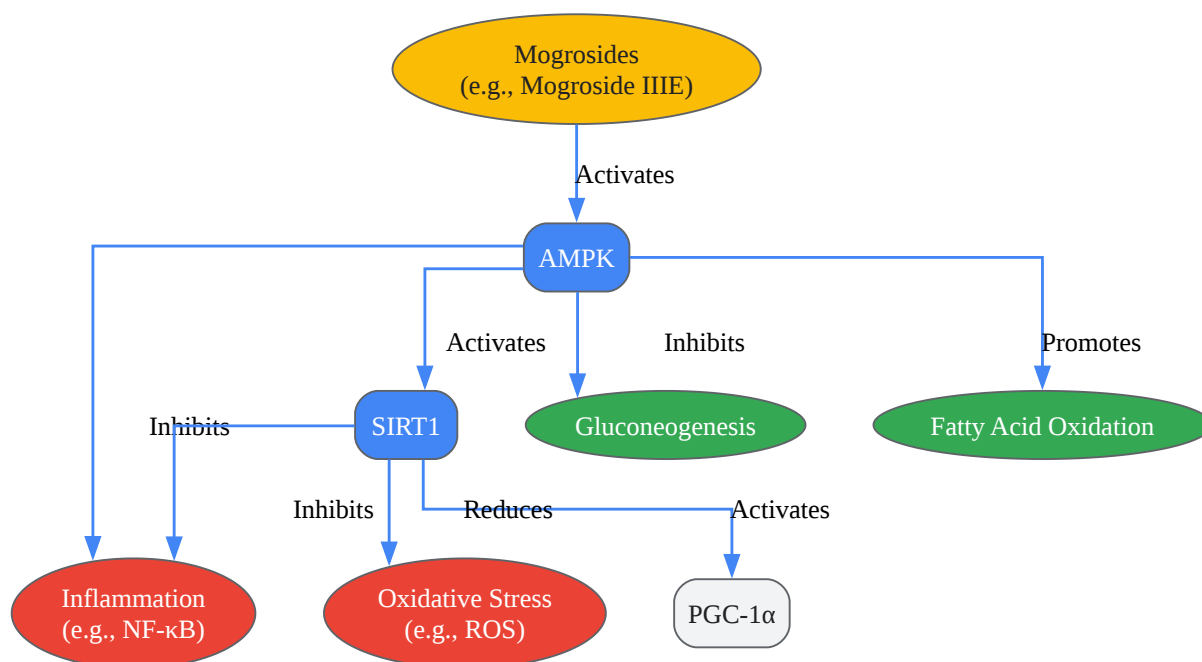 Mogrosides
(e.g., Mogroside IIIE)
Activates
AMPK
Activates
Inhibits
Promotes
Inhibits
SIRT1
Gluconeogenesis
Fatty Acid Oxidation
Inhibits
Reduces
Activates
Inflammation
(e.g., NF-κB)
Oxidative Stress
(e.g., ROS)
PGC-1α